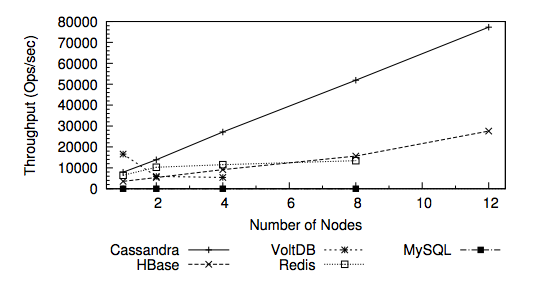 Throughput (Ops/sec)
80000
70000
60000
50000
40000
30000
20000
10000
0
2 4 6 8 10 12
Number of Nodes
Cassandra VoltDB MySQL
HBase Redis